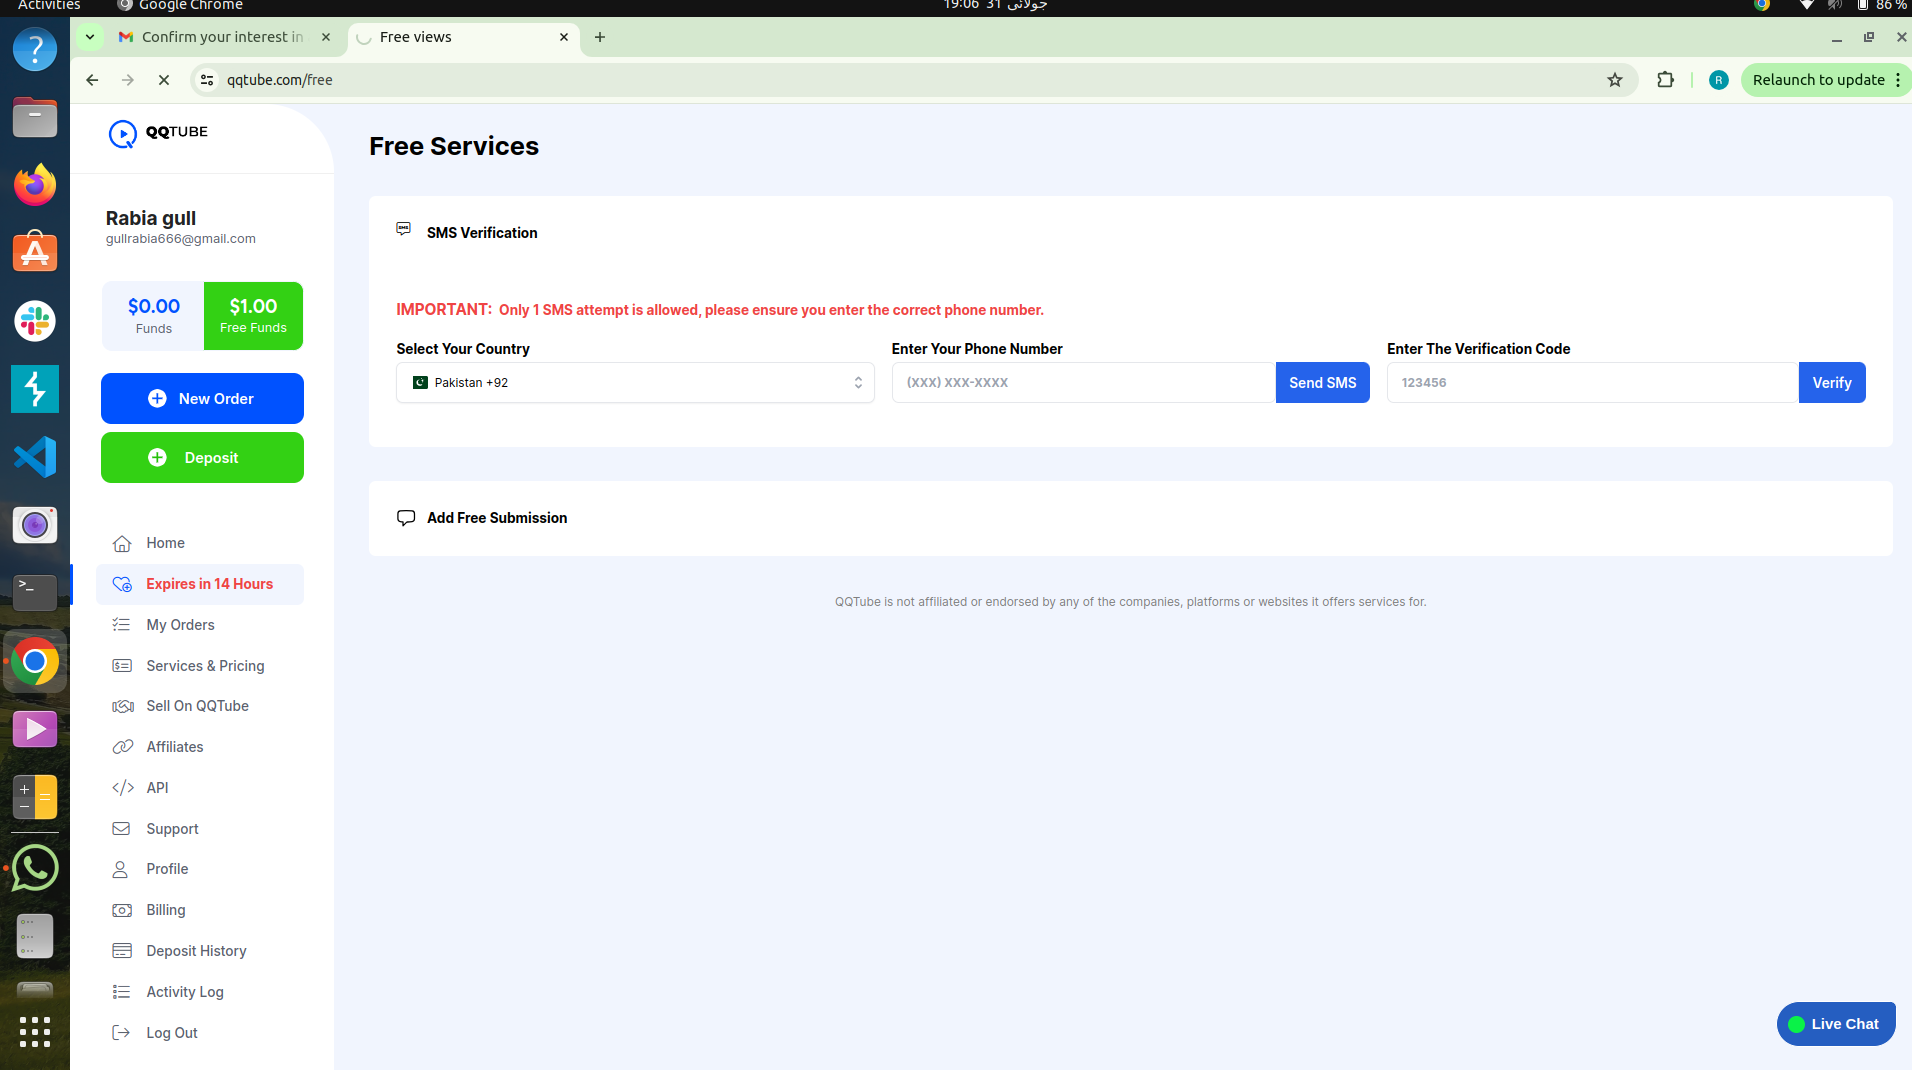 Activities
Google Chrome
19:06 31 جولائی
86 %
Confirm your interest in
Free views
qqtube.com/free
R
Relaunch to update
QQTUBE
Free Services
Rabia gull
gullrabia666@gmail.com
$0.00
Funds
$1.00
Free Funds
New Order
Deposit
Home
Expires in 14 Hours
My Orders
Services & Pricing
Sell On QQTube
Affiliates
API
Support
Profile
Billing
Deposit History
Activity Log
Log Out
SMS Verification
IMPORTANT: Only 1 SMS attempt is allowed, please ensure you enter the correct phone number.
Select Your Country
Enter Your Phone Number
Enter The Verification Code
Pakistan +92
(XXX) XXX-XXXX
Send SMS
123456
Verify
Add Free Submission
QQTube is not affiliated or endorsed by any of the companies, platforms or websites it offers services for.
Live Chat